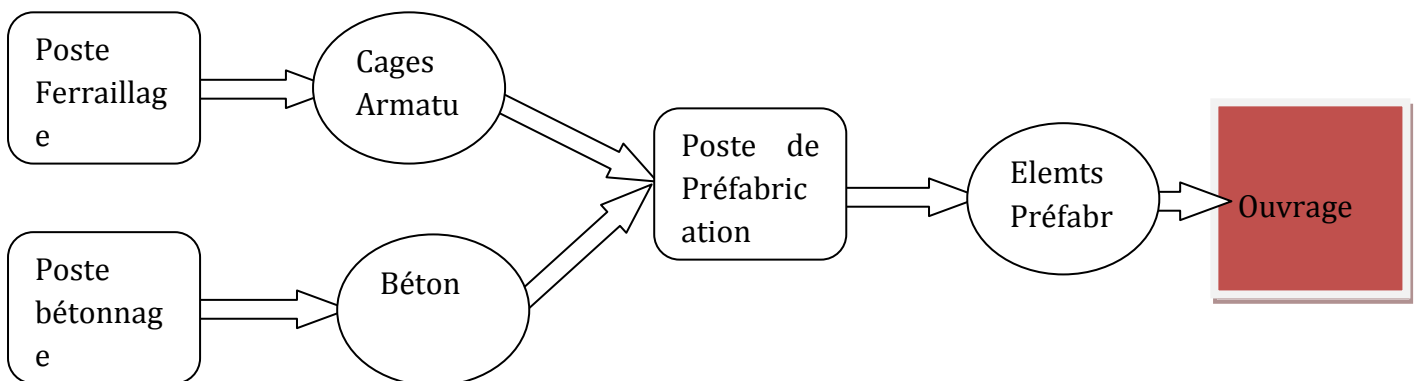 Poste
Ferraillag
e
Cages
Armatu
Poste de
Préfabric
ation
Elemts
Préfabr
Ouvrage
Poste
bétonnag
e
Béton